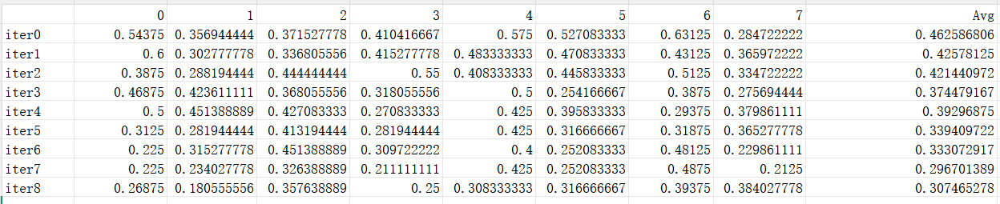 0 1 2 3 4 5 6 7 Avg
iter0 0.54375 0.356944444 0.371527778 0.410416667 0.575 0.527083333 0.63125 0.284722222 0.462586806
iter1 0.6 0.302777778 0.336805556 0.415277778 0.483333333 0.470833333 0.43125 0.365972222 0.42578125
iter2 0.3875 0.288194444 0.444444444 0.55 0.408333333 0.445833333 0.5125 0.334722222 0.421440972
iter3 0.46875 0.423611111 0.368055556 0.318055556 0.5 0.254166667 0.3875 0.275694444 0.374479167
iter4 0.5 0.451388889 0.427083333 0.270833333 0.425 0.395833333 0.29375 0.379861111 0.39296875
iter5 0.3125 0.281944444 0.413194444 0.281944444 0.425 0.316666667 0.31875 0.365277778 0.339409722
iter6 0.225 0.315277778 0.451388889 0.309722222 0.4 0.252083333 0.48125 0.229861111 0.333072917
iter7 0.225 0.234027778 0.326388889 0.211111111 0.425 0.252083333 0.4875 0.2125 0.296701389
iter8 0.26875 0.180555556 0.357638889 0.25 0.308333333 0.316666667 0.39375 0.384027778 0.307465278